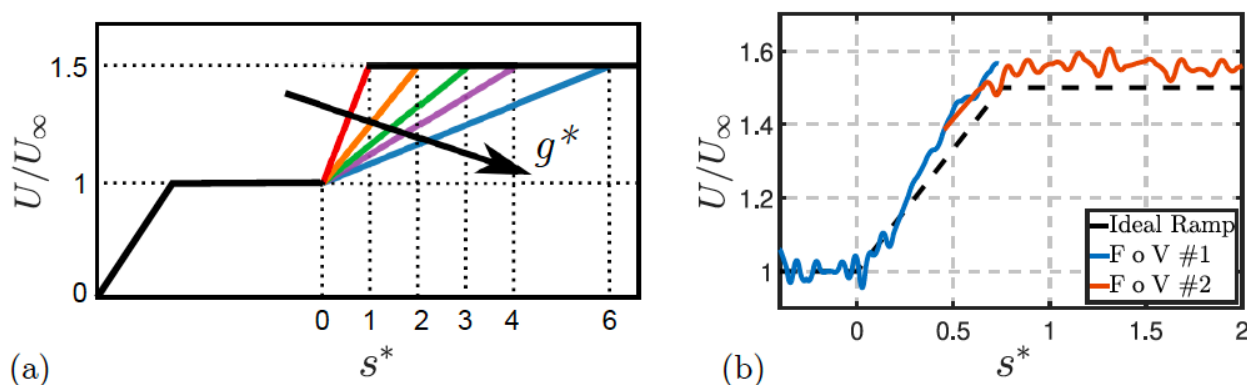 U/U∞
1.5
1
0
g*
0 1 2 3 4 6
s*
(a)
U/U∞
1.6
1.4
1.2
1
0 0.5 1 1.5 2
s*
Ideal Ramp
F o V #1
F o V #2
(b)